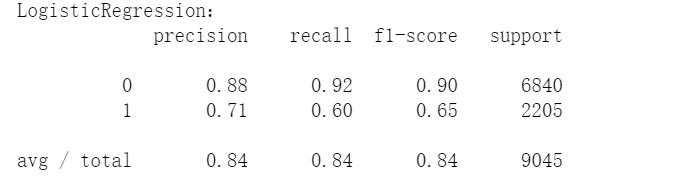 LogisticRegression:
precision recall f1-score support
0 0.88 0.92 0.90 6840
1 0.71 0.60 0.65 2205
avg / total 0.84 0.84 0.84 9045